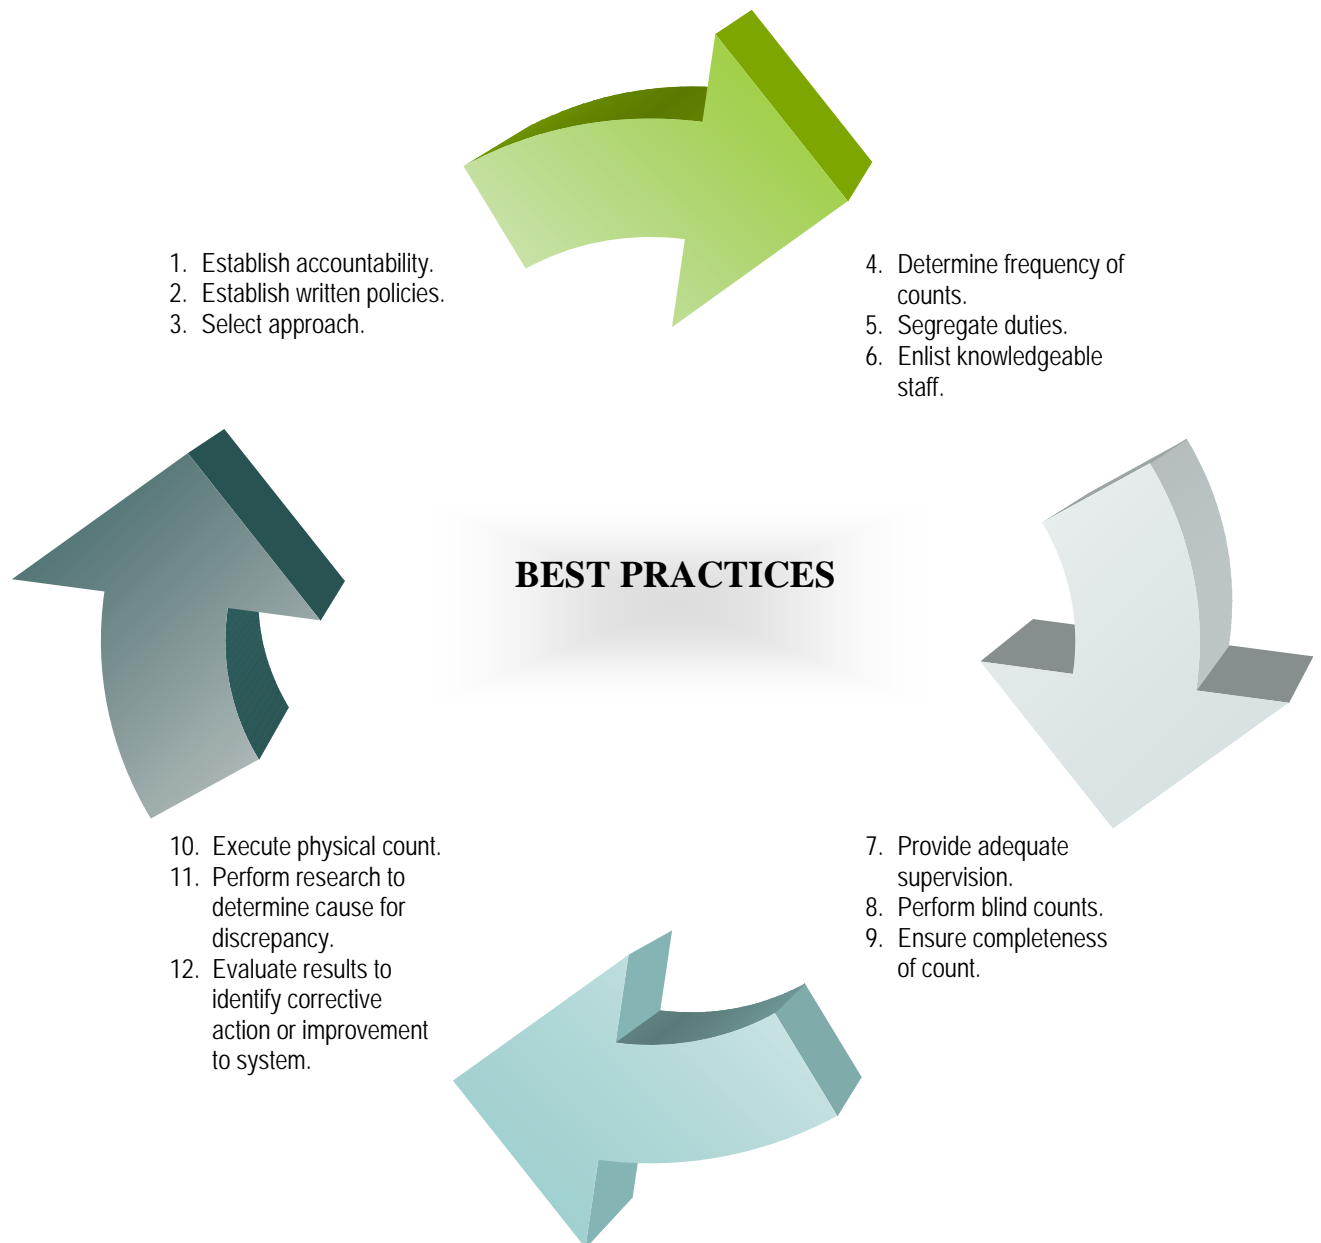 1. Establish accountability.
2. Establish written policies.
3. Select approach.
4. Determine frequency of
counts.
5. Segregate duties.
6. Enlist knowledgeable
staff.
BEST PRACTICES
7. Provide adequate
supervision.
8. Perform blind counts.
9. Ensure completeness
of count.
10. Execute physical count.
11. Perform research to
determine cause for
discrepancy.
12. Evaluate results to
identify corrective
action or improvement
to system.